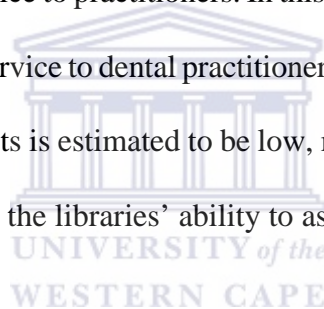 ice to practitioners. In this
rvice to dental practitioner
ts is estimated to be low,
the libraries' ability to as
UNIVERSITY of the
WESTERN CAPE